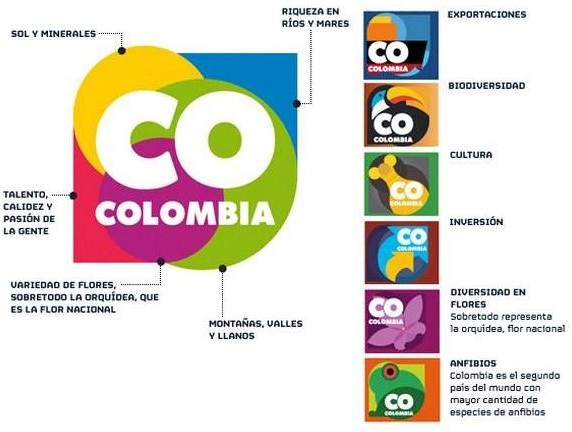 SOL Y MINERALES
RIQUEZA EN
RÍOS Y MARES
CO
COLOMBIA
TALENTO,
CALIDEZ Y
PASIÓN DE
LA GENTE
VARIEDAD DE FLORES,
SOBRETODO LA ORQUÍDEA, QUE
ES LA FLOR NACIONAL
MONTAÑAS, VALLES
Y LLANOS
CO
COLOMBIA
EXPORTACIONES
CO
COLOMBIA
BIODIVERSIDAD
CO
COLOMBIA
CULTURA
CO
COLOMBIA
INVERSIÓN
CO
COLOMBIA
DIVERSIDAD EN
FLORES
Sobretodo representa
la orquídea, flor nacional
CO
COLOMBIA
ANFIBIOS
Colombia es el segundo
país del mundo con
mayor cantidad de
especies de anfibios